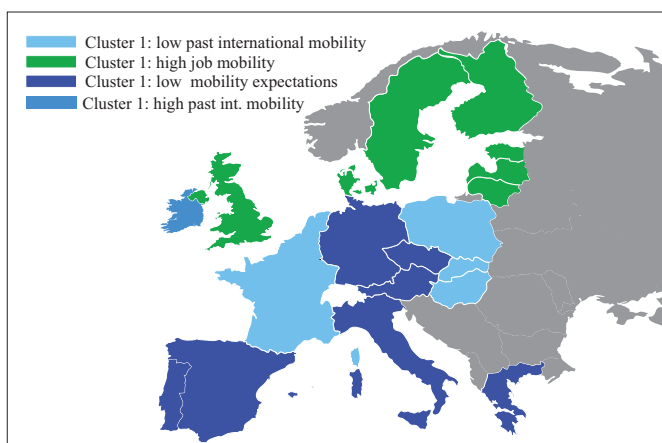 Cluster 1: low past international mobility
Cluster 1: high job mobility
Cluster 1: low mobility expectations
Cluster 1: high past int. mobility